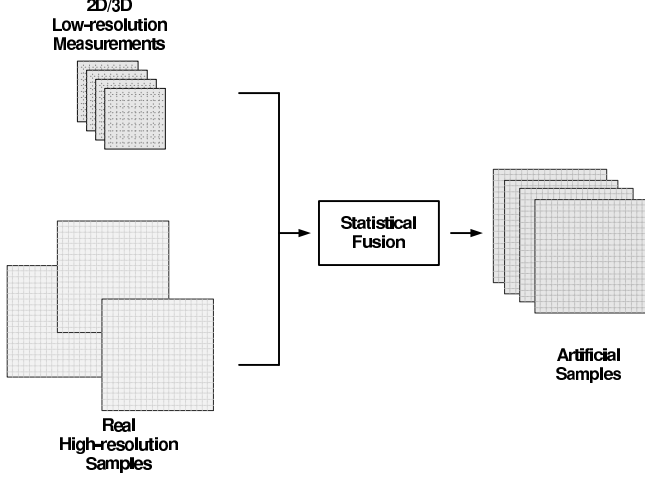 2D/3D
Low-resolution
Measurements
Statistical
Fusion
Artificial
Samples
Real
High-resolution
Samples